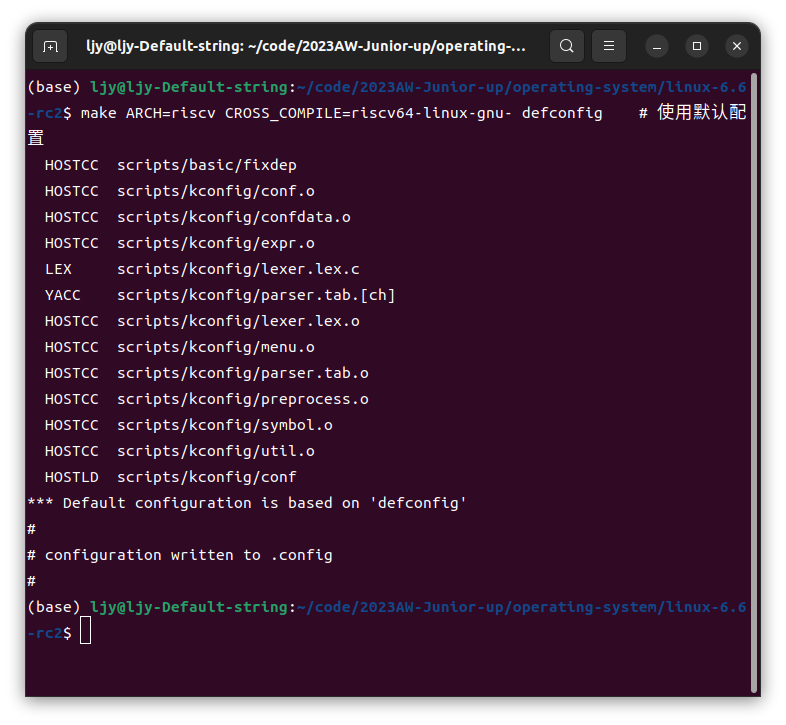 ljy@ljy-Default-string: ~/code/2023AW-Junior-up/operating-...
(base) ljy@ljy-Default-string:~/code/2023AW-Junior-up/operating-system/linux-6.6
-rc2$ make ARCH=riscv CROSS_COMPILE=riscv64-linux-gnu- defconfig    # 使用默认配
置
  HOSTCC  scripts/basic/fixdep
  HOSTCC  scripts/kconfig/conf.o
  HOSTCC  scripts/kconfig/confdata.o
  HOSTCC  scripts/kconfig/expr.o
  LEX     scripts/kconfig/lexer.lex.c
  YACC    scripts/kconfig/parser.tab.[ch]
  HOSTCC  scripts/kconfig/lexer.lex.o
  HOSTCC  scripts/kconfig/menu.o
  HOSTCC  scripts/kconfig/parser.tab.o
  HOSTCC  scripts/kconfig/preprocess.o
  HOSTCC  scripts/kconfig/symbol.o
  HOSTCC  scripts/kconfig/util.o
  HOSTLD  scripts/kconfig/conf
*** Default configuration is based on 'defconfig'
#
# configuration written to .config
#
(base) ljy@ljy-Default-string:~/code/2023AW-Junior-up/operating-system/linux-6.6
-rc2$